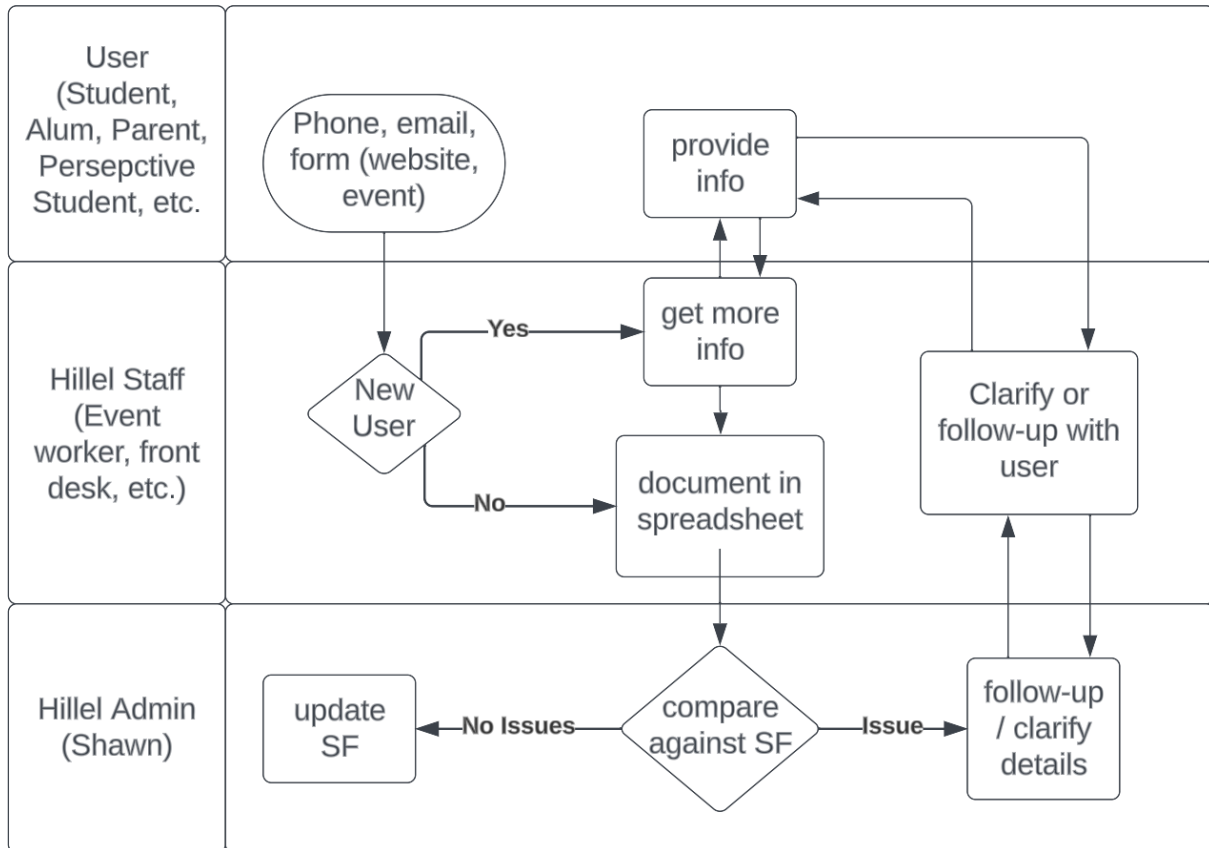 User
(Student,
Alum, Parent,
Persepctive
Student, etc.
Phone, email,
form (website,
event)
provide
info
Hillel Staff
(Event
worker, front
desk, etc.)
New
User
Yes
No
get more
info
document in
spreadsheet
Clarify or
follow-up with
user
Hillel Admin
(Shawn)
update
SF
No Issues
compare
against SF
Issue
follow-up
/ clarify
details